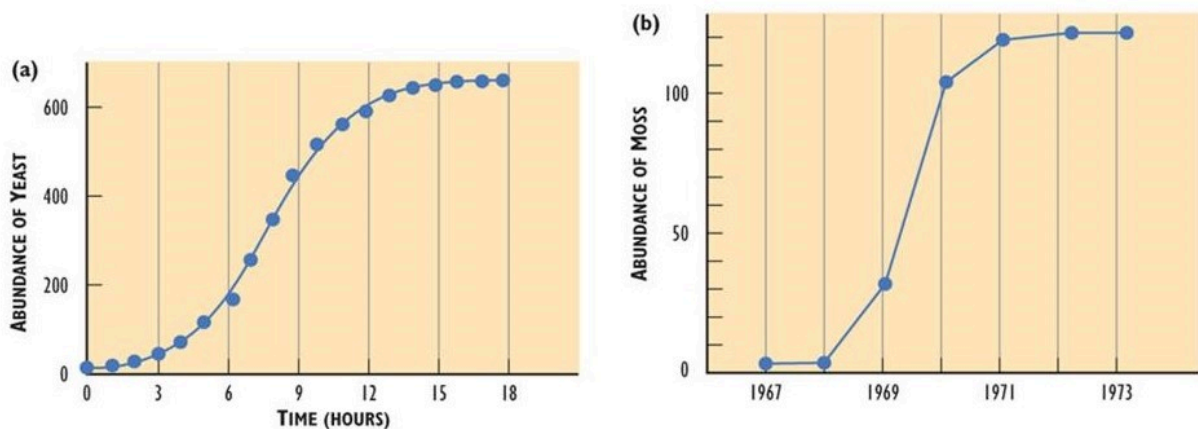 (a)
ABUNDANCE OF YEAST
600
400
200
0
0 3 6 9 12 15 18
TIME (HOURS)
(b)
ABUNDANCE OF MOSS
100
50
0
1967 1969 1971 1973